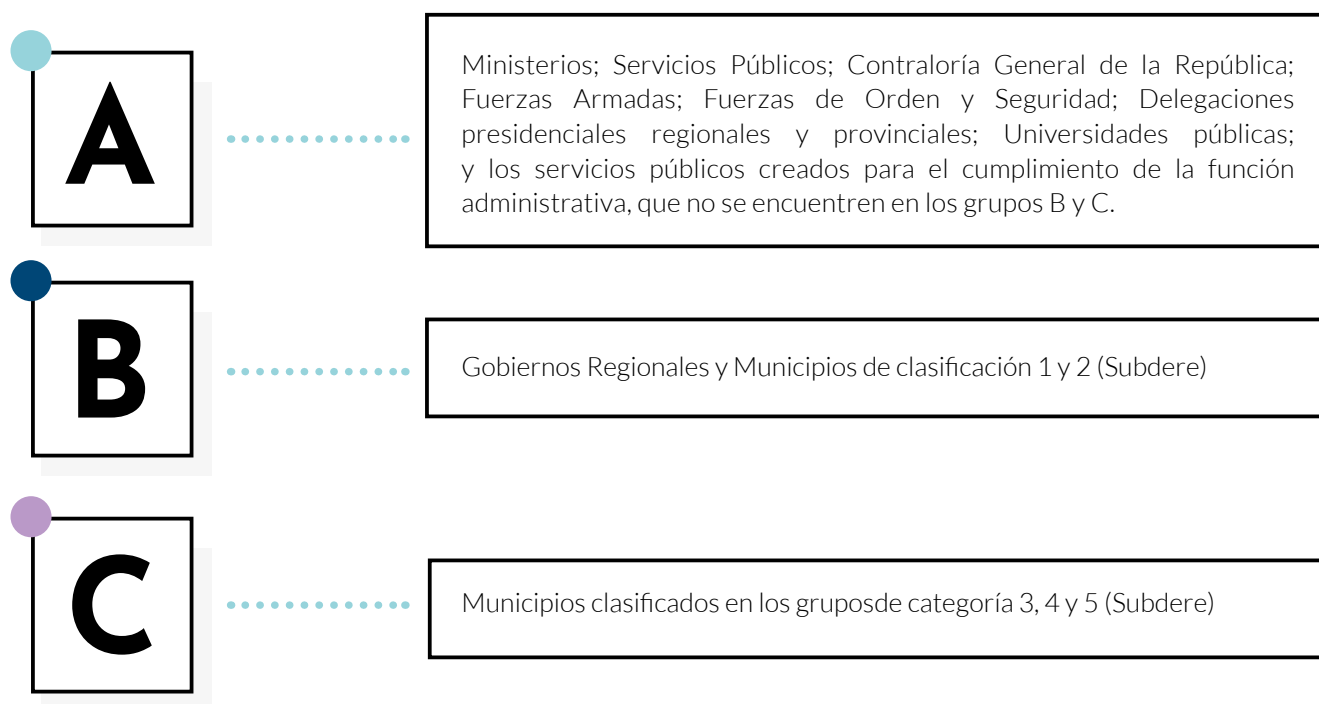 A
Ministerios; Servicios Públicos; Contraloría General de la República;
Fuerzas Armadas; Fuerzas de Orden y Seguridad; Delegaciones
presidenciales regionales y provinciales; Universidades públicas;
y los servicios públicos creados para el cumplimiento de la función
administrativa, que no se encuentren en los grupos B y C.
B
Gobiernos Regionales y Municipios de clasificación 1 y 2 (Subdere)
C
Municipios clasificados en los gruposde categoría 3, 4 y 5 (Subdere)